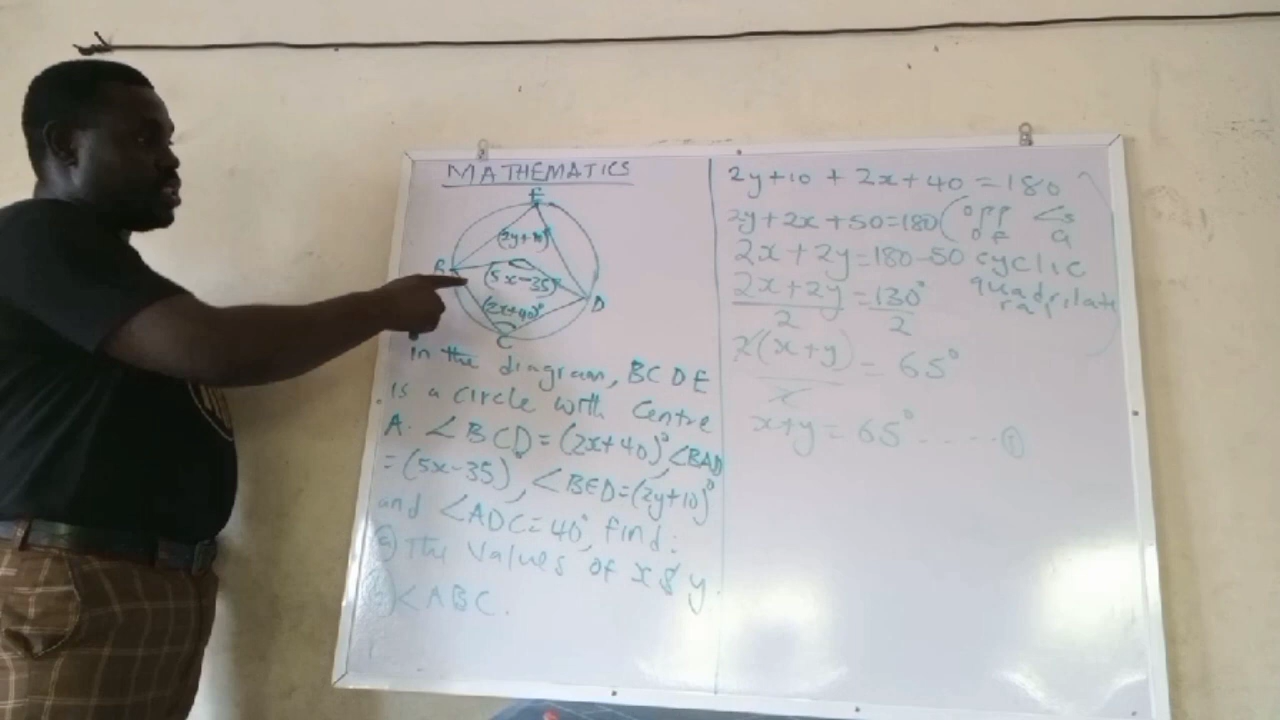 MATHEMATICS
E
(2y+10)°
B
(5x-35)
D
(2x+40)°
C
In the diagram, BCDE
is a circle with Centre
A. <BCD = (2x+40)°, <BAD
= (5x-35), <BED = (2y+10)°
and <ADC = 40°, find:
a) The values of x & y.
b) <ABC.
2y+10 + 2x+40 = 180
2y+2x+50=180 (opp <s
of a
2x+2y=180-50 cyclic
quadrilate
ral
2x+2y = 130°
2 2
2(x+y) = 65°
2
x+y = 65° ..... ①